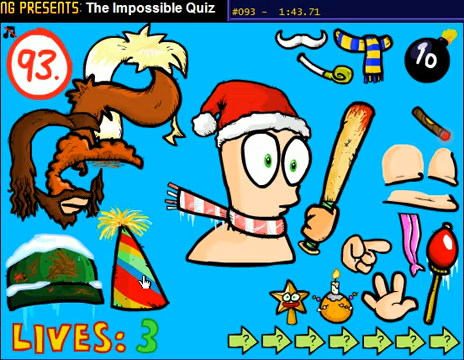 NG PRESENTS: The Impossible Quiz
#093 - 1:43.71
93.
10
LIVES: 3
? ? ? ? ? ? ?